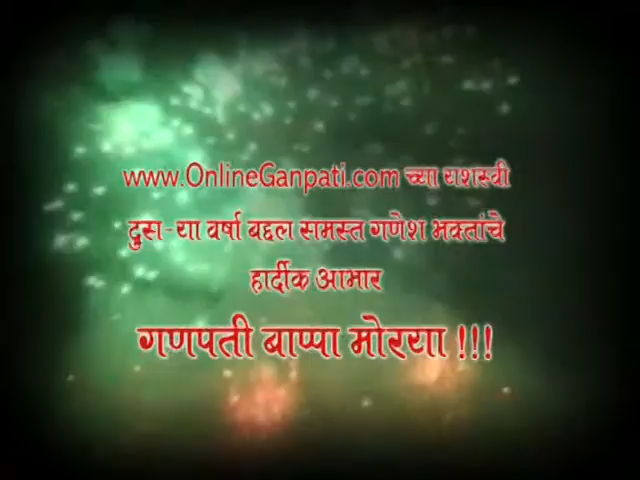 www.OnlineGanpati.com च्या यशस्वी
दुस-या वर्षा बद्दल समस्त गणेश भक्तांचे
हार्दीक आभार
गणपती बाप्पा मोरया !!!